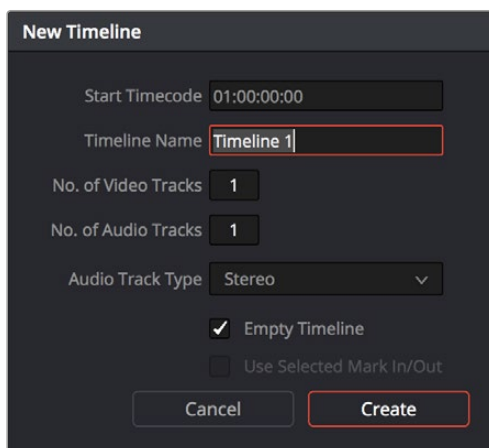 New Timeline
Start Timecode 01:00:00:00
Timeline Name Timeline 1
No. of Video Tracks 1
No. of Audio Tracks 1
Audio Track Type Stereo
Empty Timeline
Use Selected Mark In/Out
Cancel Create